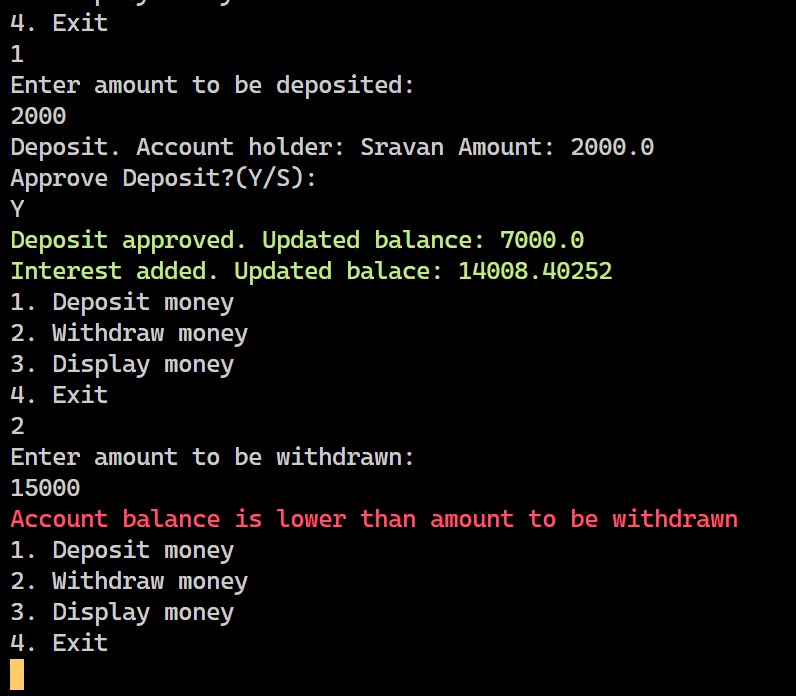 4. Exit
1
Enter amount to be deposited:
2000
Deposit. Account holder: Sravan Amount: 2000.0
Approve Deposit?(Y/S):
Y
Deposit approved. Updated balance: 7000.0
Interest added. Updated balace: 14008.40252
1. Deposit money
2. Withdraw money
3. Display money
4. Exit
2
Enter amount to be withdrawn:
15000
Account balance is lower than amount to be withdrawn
1. Deposit money
2. Withdraw money
3. Display money
4. Exit